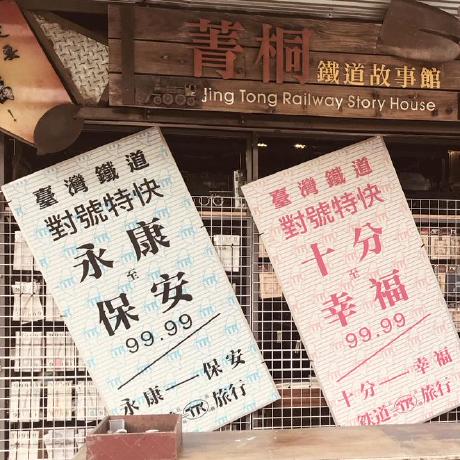 菁桐 鐵道故事館
Jing Tong Railway Story House
臺灣鐵道
對號特快
永康
至
保安
99.99
永康—保安
旅行
臺灣鐵道
對號特快
十分
至
幸福
99.99
十分—幸福
鉄道 旅行